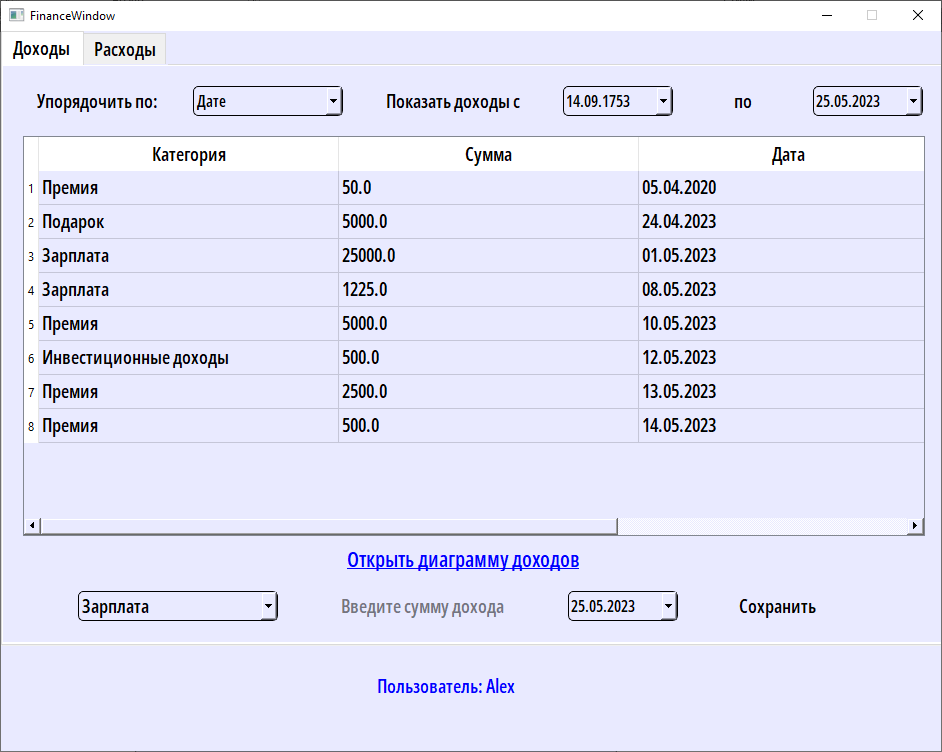 FinanceWindow
Доходы Расходы
Упорядочить по: Дате Показать доходы с 14.09.1753 по 25.05.2023
Категория Сумма Дата
1 Премия 50.0 05.04.2020
2 Подарок 5000.0 24.04.2023
3 Зарплата 25000.0 01.05.2023
4 Зарплата 1225.0 08.05.2023
5 Премия 5000.0 10.05.2023
6 Инвестиционные доходы 500.0 12.05.2023
7 Премия 2500.0 13.05.2023
8 Премия 500.0 14.05.2023
Открыть диаграмму доходов
Зарплата Введите сумму дохода 25.05.2023 Сохранить
Пользователь: Alex